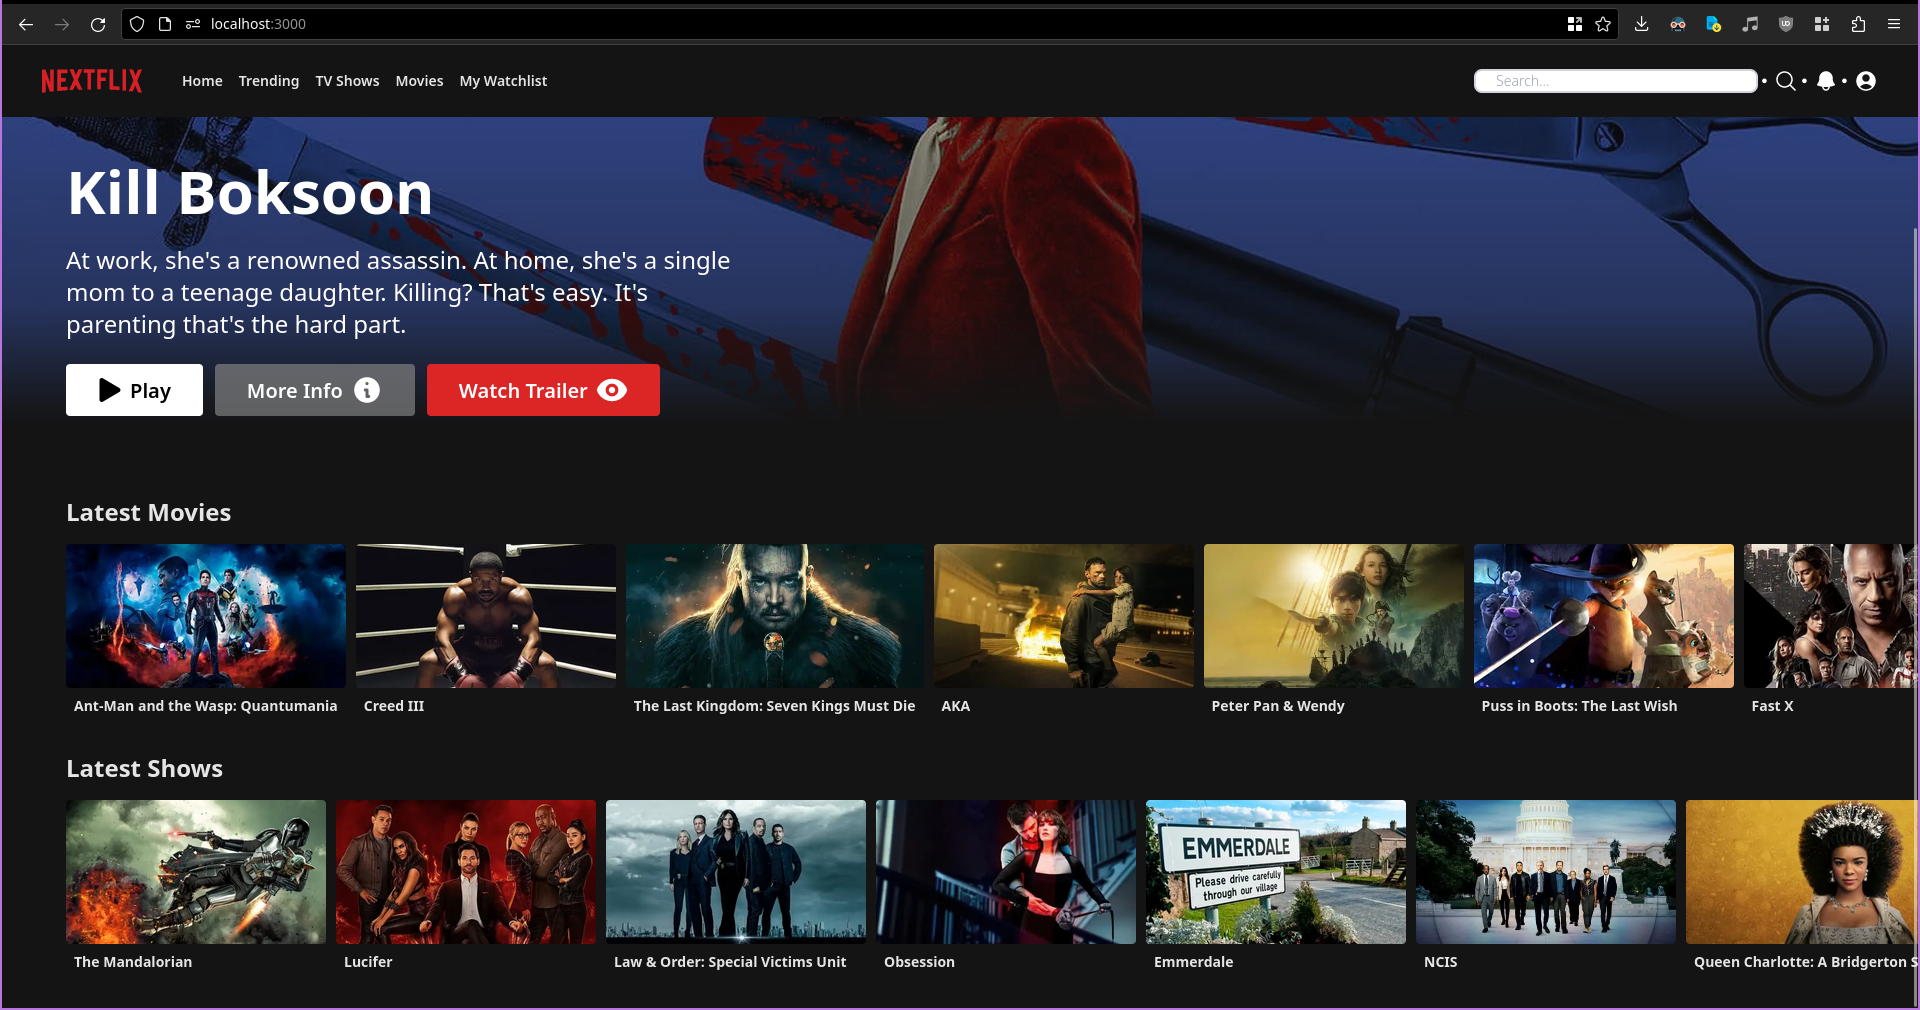 localhost:3000
NEXTFLIX
Home Trending TV Shows Movies My Watchlist
Search...
Kill Boksoon
At work, she's a renowned assassin. At home, she's a single
mom to a teenage daughter. Killing? That's easy. It's
parenting that's the hard part.
Play More Info Watch Trailer
Latest Movies
Ant-Man and the Wasp: Quantumania
Creed III
The Last Kingdom: Seven Kings Must Die
AKA
Peter Pan & Wendy
Puss in Boots: The Last Wish
Fast X
Latest Shows
EMMERDALE
Please drive carefully
through our village
The Mandalorian
Lucifer
Law & Order: Special Victims Unit
Obsession
Emmerdale
NCIS
Queen Charlotte: A Bridgerton S